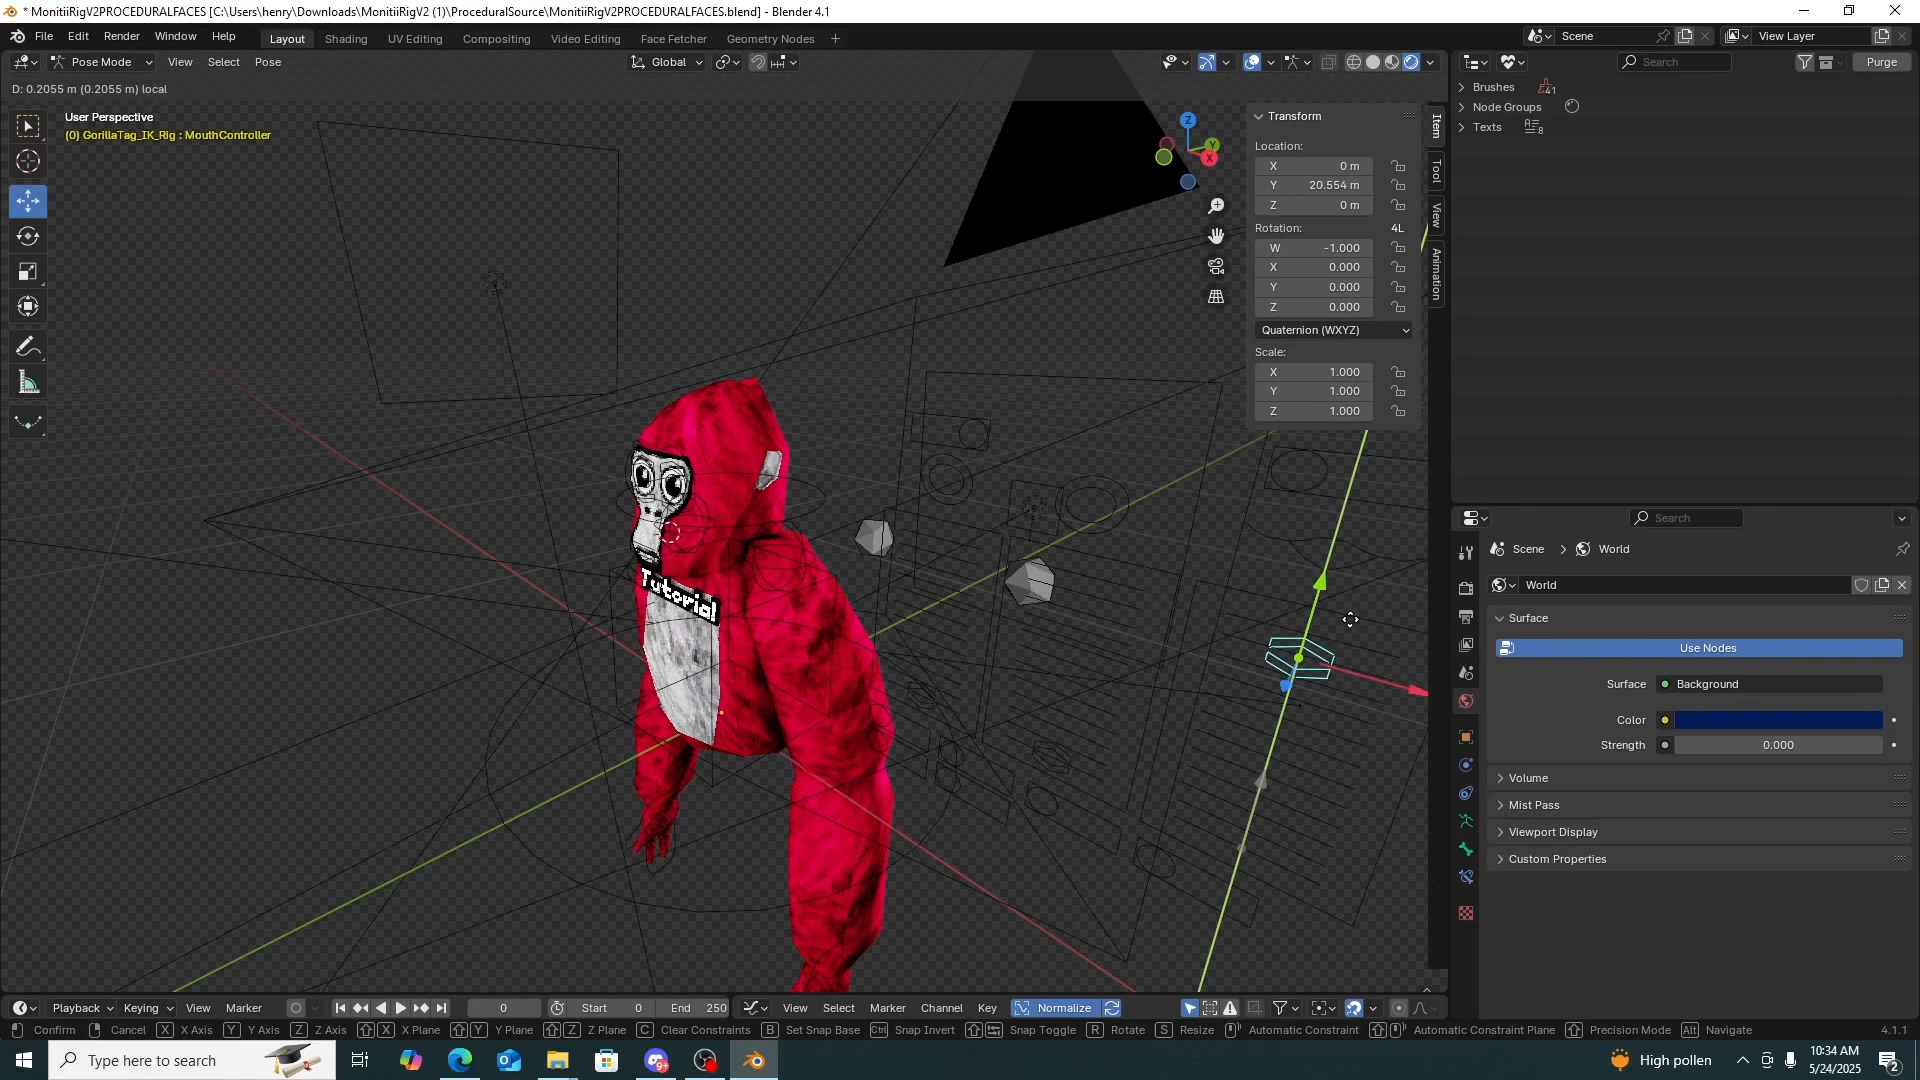 * MonitiiRigV2PROCEDURALFACES [C:\Users\henry\Downloads\MonitiiRigV2 (1)\ProceduralSource\MonitiiRigV2PROCEDURALFACES.blend] - Blender 4.1
File Edit Render Window Help Layout Shading UV Editing Compositing Video Editing Face Fetcher Geometry Nodes + Scene View Layer
Pose Mode View Select Pose Global Search Purge
D: 0.2055 m (0.2055 m) local
User Perspective
(0) GorillaTag_IK_Rig : MouthController
Transform
Location:
X 0 m
Y 20.554 m
Z 0 m
Rotation: 4L
W -1.000
X 0.000
Y 0.000
Z 0.000
Quaternion (WXYZ)
Scale:
X 1.000
Y 1.000
Z 1.000
Item
Tool
View
Animation
Z
Y
X
Tutorial
Brushes 41
Node Groups
Texts 8
Search
Scene World
World
Surface
Use Nodes
Surface Background
Color
Strength 0.000
Volume
Mist Pass
Viewport Display
Custom Properties
Playback Keying View Marker 0 Start 0 End 250 View Select Marker Channel Key Normalize
Confirm Cancel X X Axis Y Y Axis Z Z Axis X X Plane Y Y Plane Z Z Plane C Clear Constraints B Set Snap Base Ctrl Snap Invert Snap Toggle R Rotate S Resize Automatic Constraint Automatic Constraint Plane Precision Mode Alt Navigate 4.1.1
Type here to search 9+ High pollen 10:34 AM
5/24/2025 2